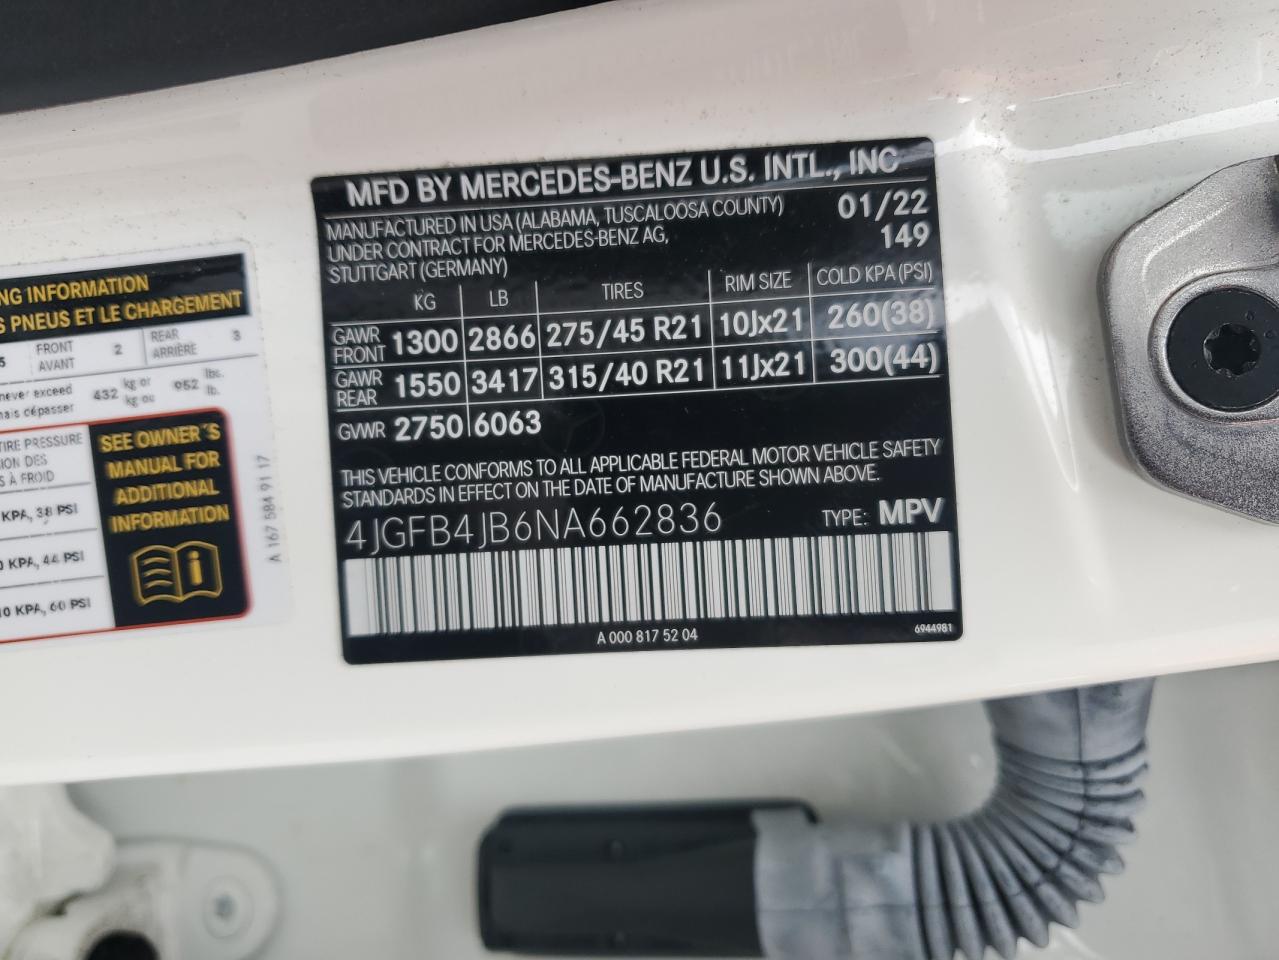 MFD BY MERCEDES-BENZ U.S. INTL., INC
MANUFACTURED IN USA (ALABAMA, TUSCALOOSA COUNTY) 01/22
UNDER CONTRACT FOR MERCEDES-BENZ AG, 149
STUTTGART (GERMANY)
KG LB TIRES RIM SIZE COLD KPA (PSI)
GAWR FRONT 1300 2866 275/45 R21 10Jx21 260(38)
GAWR REAR 1550 3417 315/40 R21 11Jx21 300(44)
GVWR 2750 6063
THIS VEHICLE CONFORMS TO ALL APPLICABLE FEDERAL MOTOR VEHICLE SAFETY
STANDARDS IN EFFECT ON THE DATE OF MANUFACTURE SHOWN ABOVE.
4JGFB4JB6NA662836 TYPE: MPV
A 000 817 52 04 6944981
NG INFORMATION
S PNEUS ET LE CHARGEMENT
5 FRONT AVANT 2 REAR ARRIÈRE 3
never exceed 432 kg or 952 lbs.
mais dépasser kg ou lb.
TIRE PRESSURE
ION DES
S À FROID
KPA, 38 PSI
0 KPA, 44 PSI
10 KPA, 60 PSI
SEE OWNER'S
MANUAL FOR
ADDITIONAL
INFORMATION
i
A 167 584 91 17